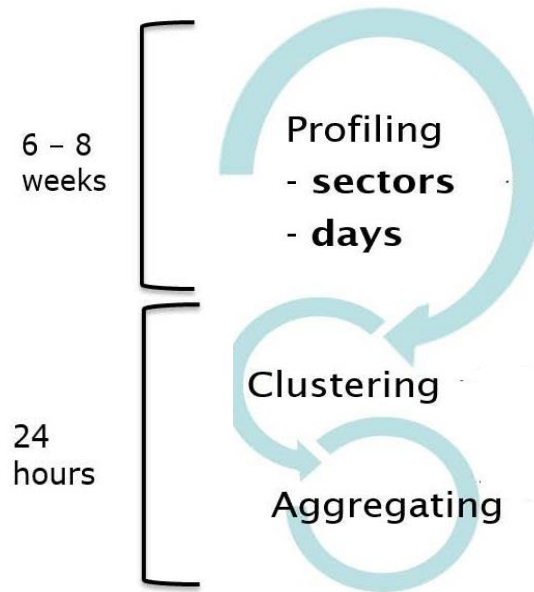 6 – 8
weeks
Profiling
- sectors
- days
Clustering
24
hours
Aggregating